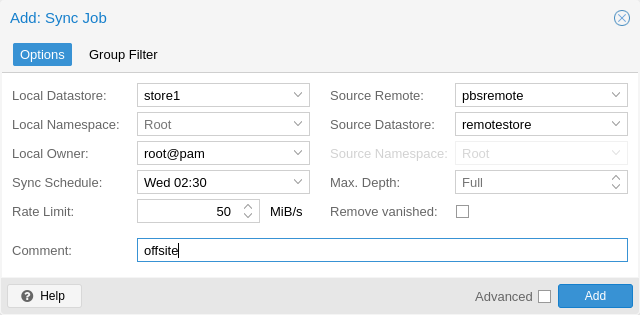 Add: Sync Job
Options Group Filter
Local Datastore: store1 Source Remote: pbsremote
Local Namespace: Root Source Datastore: remotestore
Local Owner: root@pam Source Namespace: Root
Sync Schedule: Wed 02:30 Max. Depth: Full
Rate Limit: 50 MiB/s Remove vanished:
Comment: offsite
? Help Advanced Add